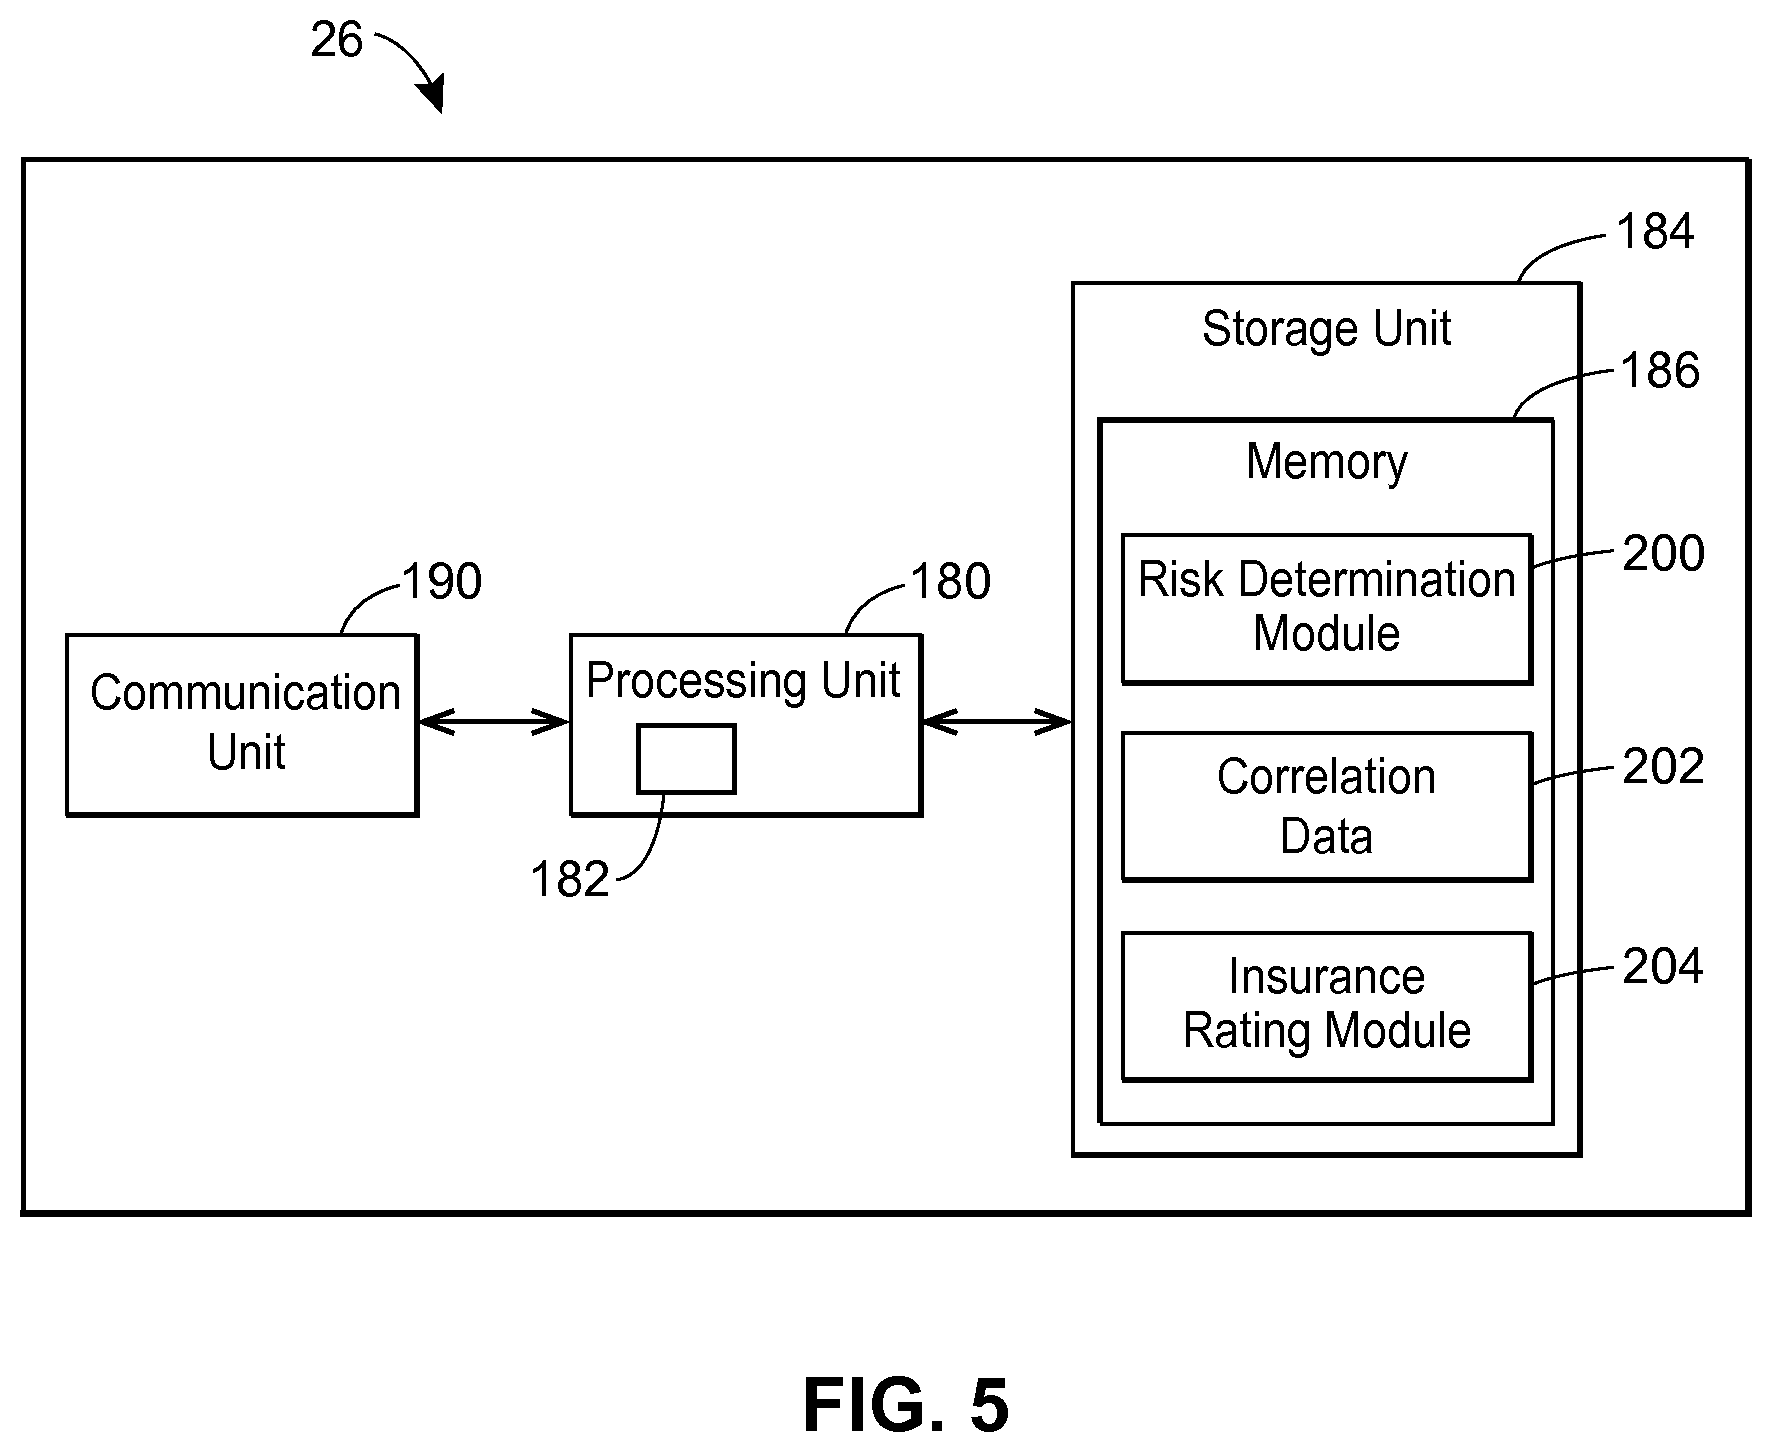 26
184
Storage Unit
186
Memory
200
Risk Determination
Module
190
180
Communication
Unit
Processing Unit
182
202
Correlation
Data
204
Insurance
Rating Module
FIG. 5